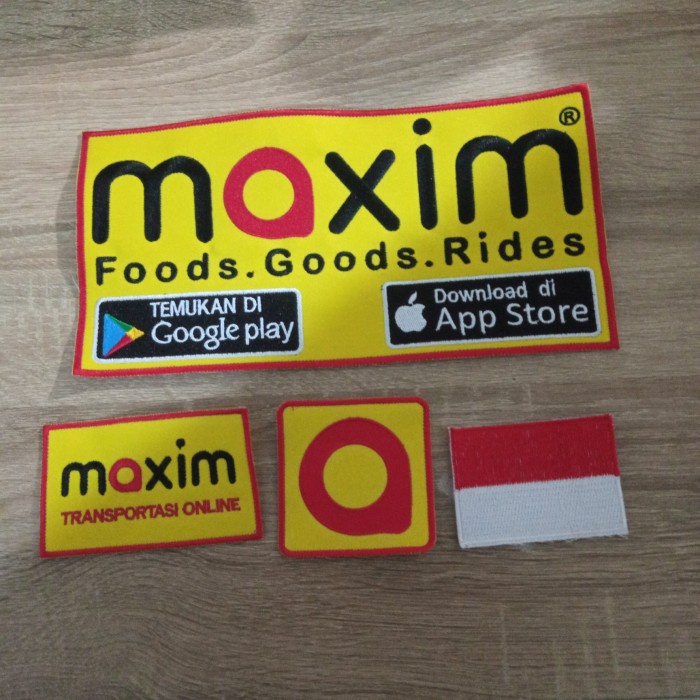 maxim®
Foods.Goods.Rides
TEMUKAN DI
Google play
Download di
App Store
maxim
TRANSPORTASI ONLINE
a